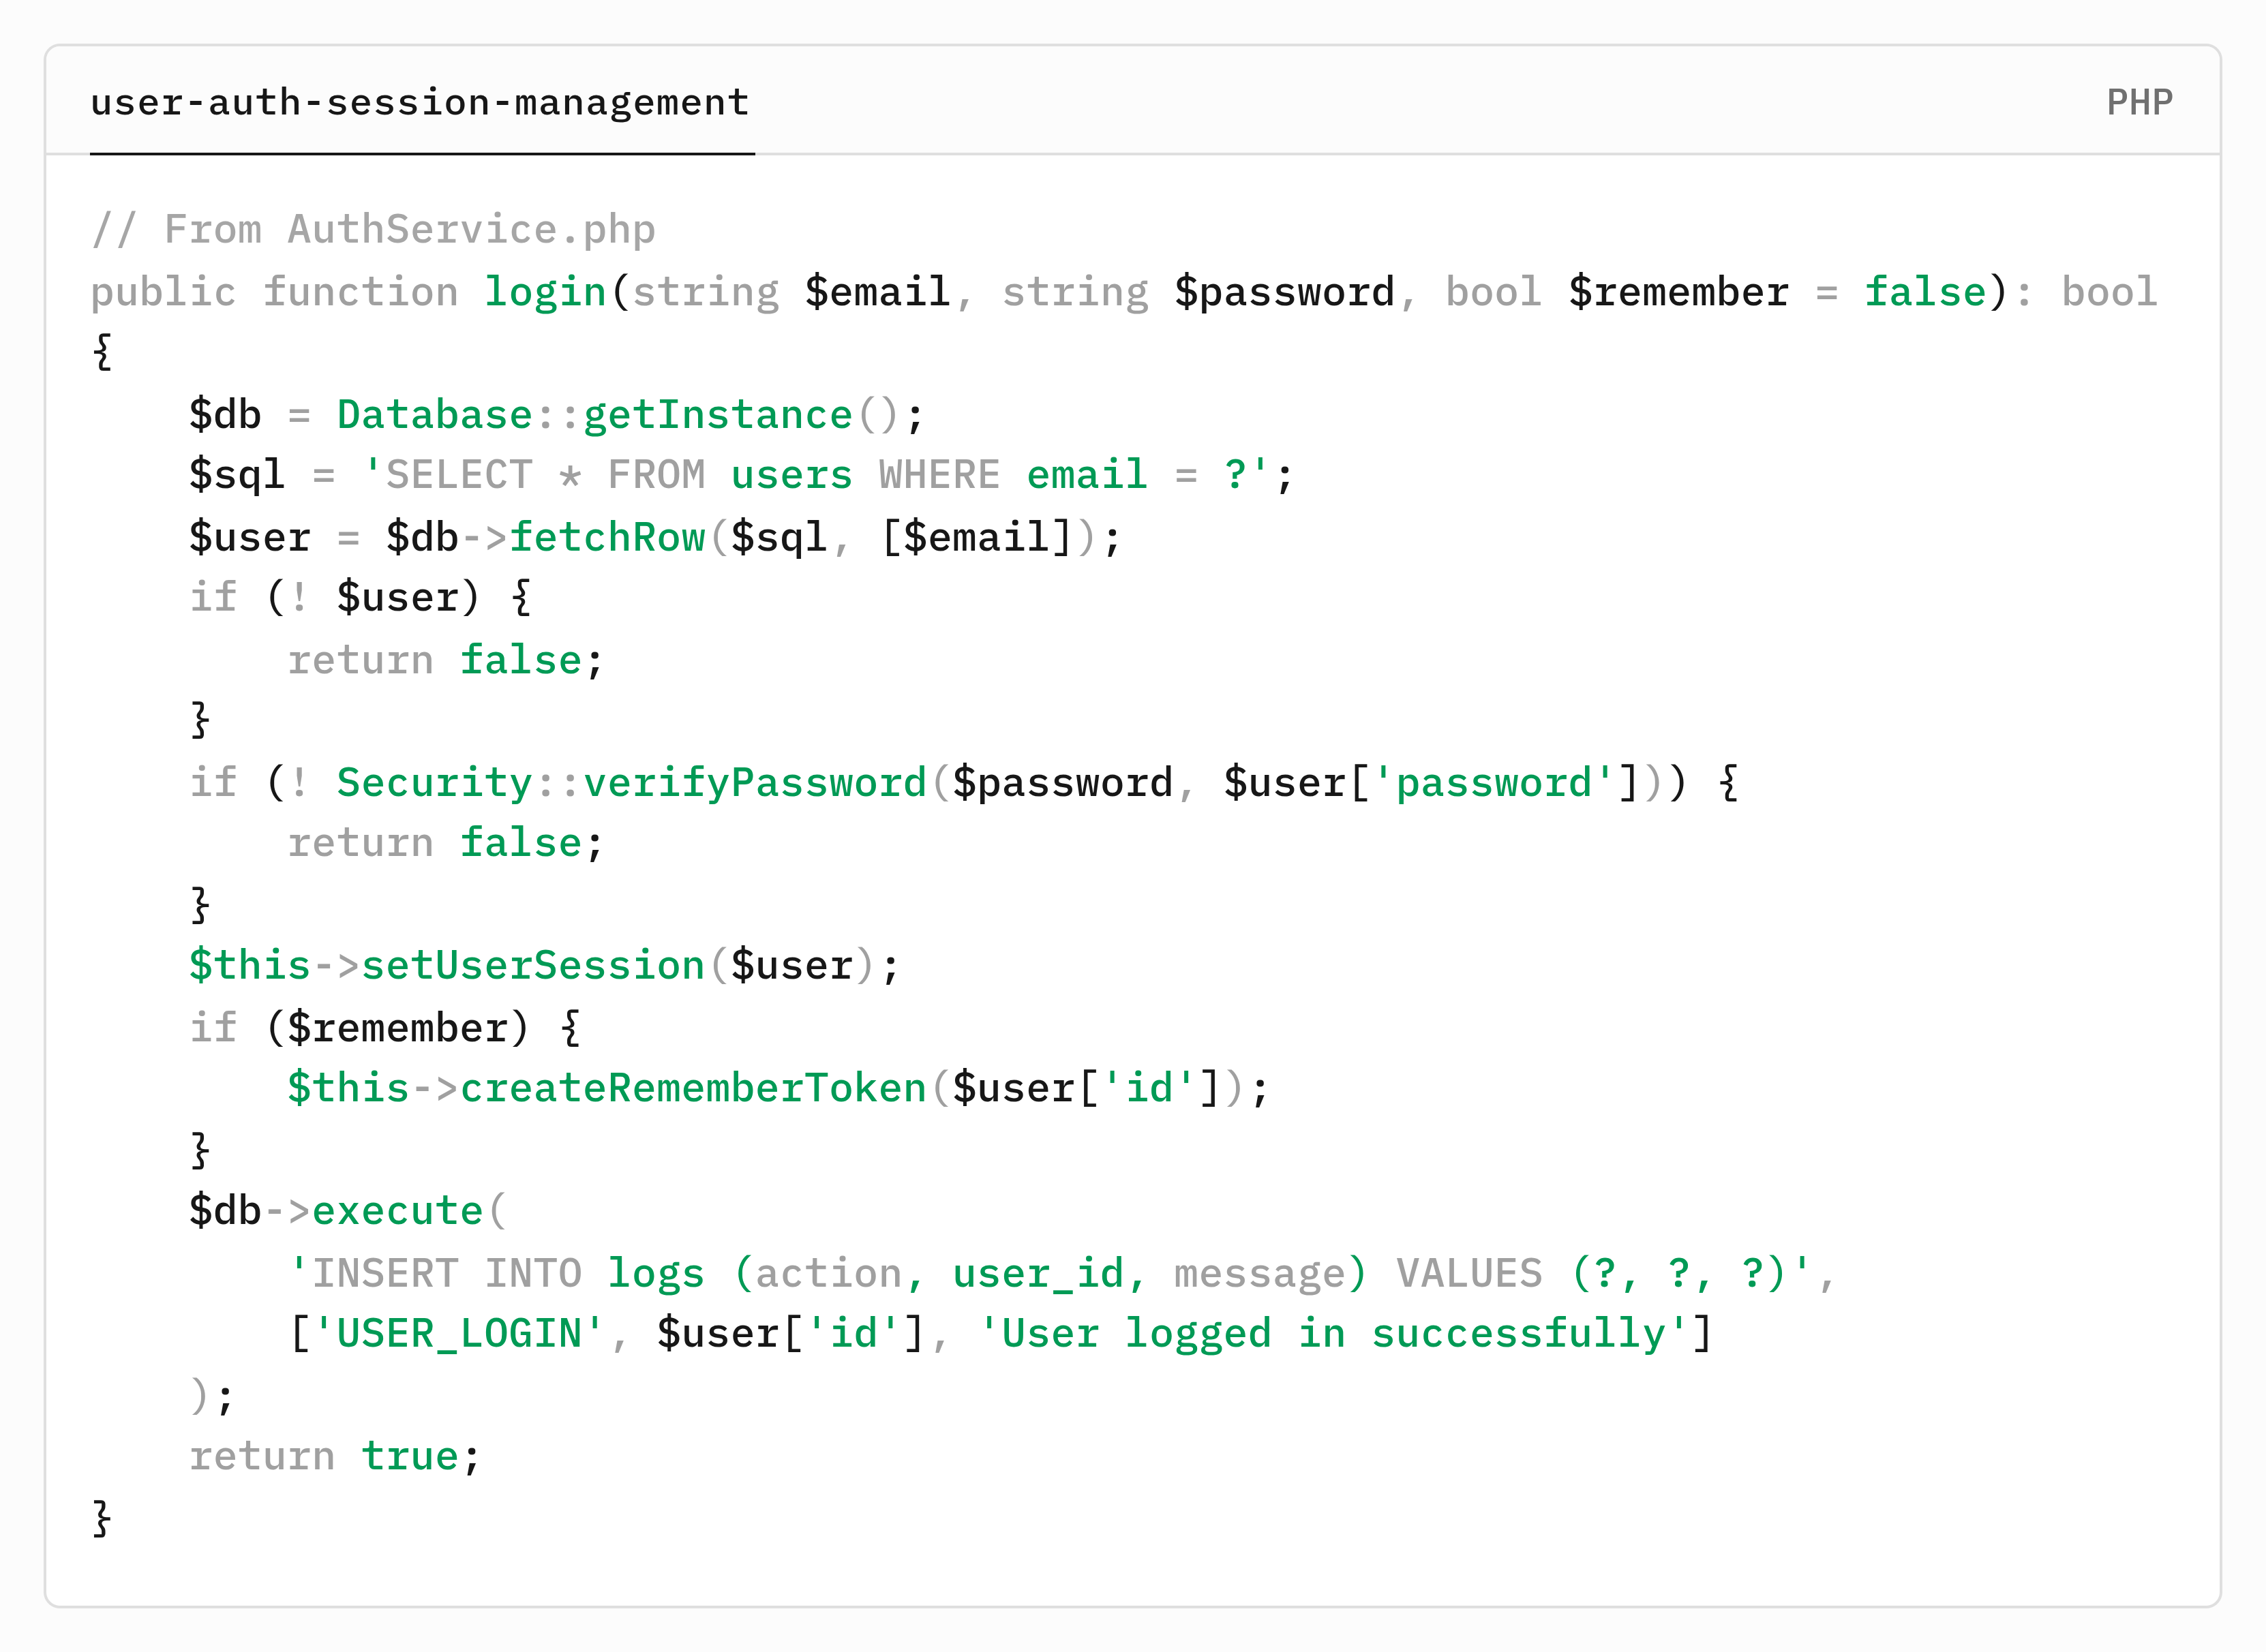 user-auth-session-management
PHP
// From AuthService.php
public function login(string $email, string $password, bool $remember = false): bool
{
    $db = Database::getInstance();
    $sql = 'SELECT * FROM users WHERE email = ?';
    $user = $db->fetchRow($sql, [$email]);
    if (! $user) {
        return false;
    }
    if (! Security::verifyPassword($password, $user['password'])) {
        return false;
    }
    $this->setUserSession($user);
    if ($remember) {
        $this->createRememberToken($user['id']);
    }
    $db->execute(
        'INSERT INTO logs (action, user_id, message) VALUES (?, ?, ?)',
        ['USER_LOGIN', $user['id'], 'User logged in successfully']
    );
    return true;
}